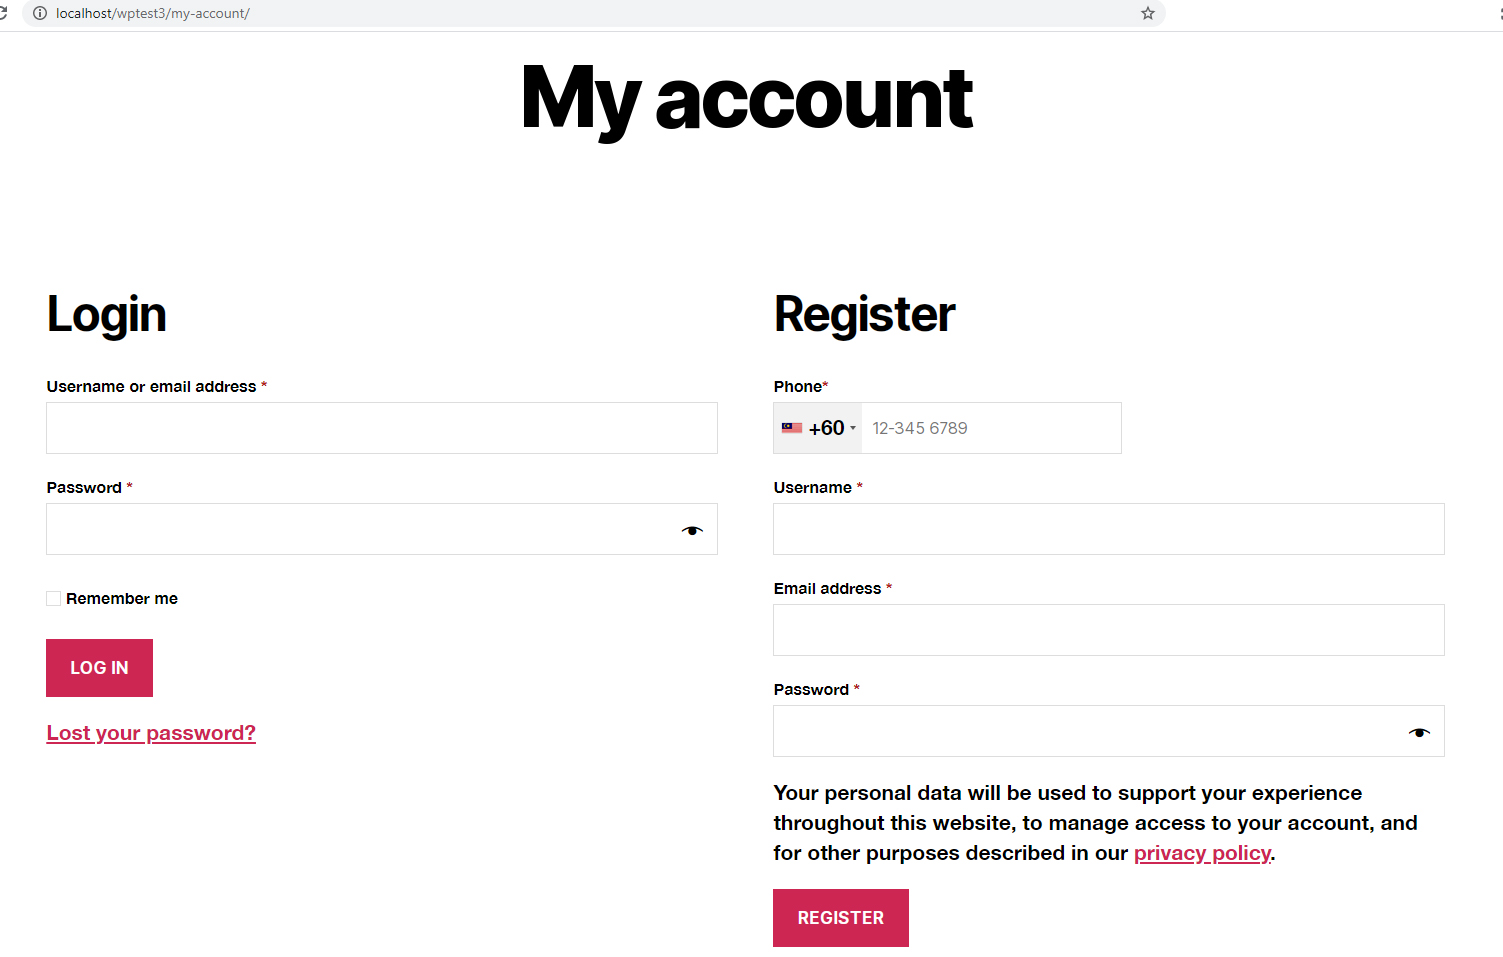 localhost/wptest3/my-account/
My account
Login
Username or email address *
Password *
Remember me
LOG IN
Lost your password?
Register
Phone*
+60 12-345 6789
Username *
Email address *
Password *
Your personal data will be used to support your experience
throughout this website, to manage access to your account, and
for other purposes described in our privacy policy.
REGISTER